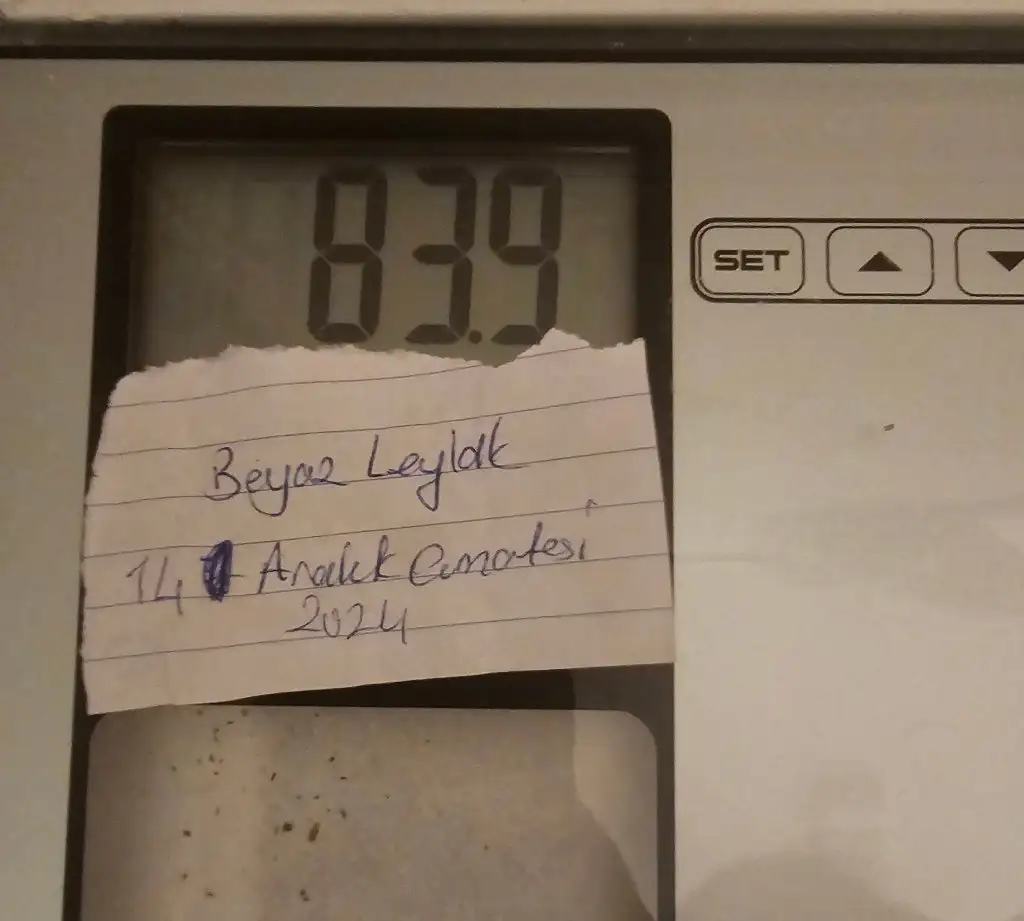 83.9
SET
Beyaz Leylak
14 Aralık Cumartesi
2024